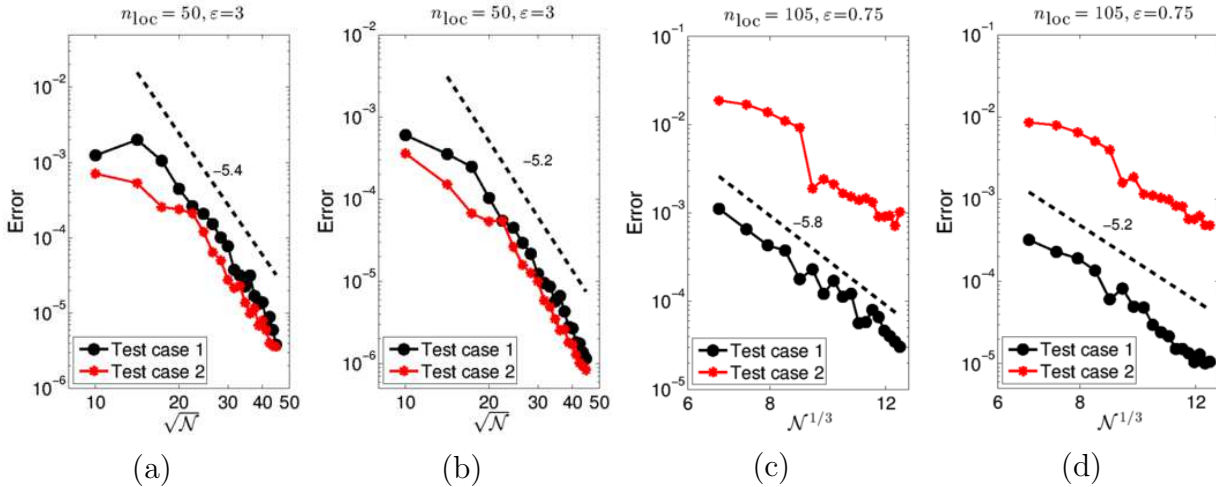 n_loc = 50, ε=3
Error
10^-2
10^-3
10^-4
10^-5
10^-6
-5.4
Test case 1
Test case 2
10 20 30 40 50
√N
(a)
n_loc = 50, ε=3
Error
10^-2
10^-3
10^-4
10^-5
10^-6
-5.2
Test case 1
Test case 2
10 20 30 40 50
√N
(b)
n_loc = 105, ε=0.75
Error
10^-1
10^-2
10^-3
10^-4
10^-5
-5.8
Test case 1
Test case 2
6 8 12
N^1/3
(c)
n_loc = 105, ε=0.75
Error
10^-1
10^-2
10^-3
10^-4
10^-5
-5.2
Test case 1
Test case 2
6 8 12
N^1/3
(d)